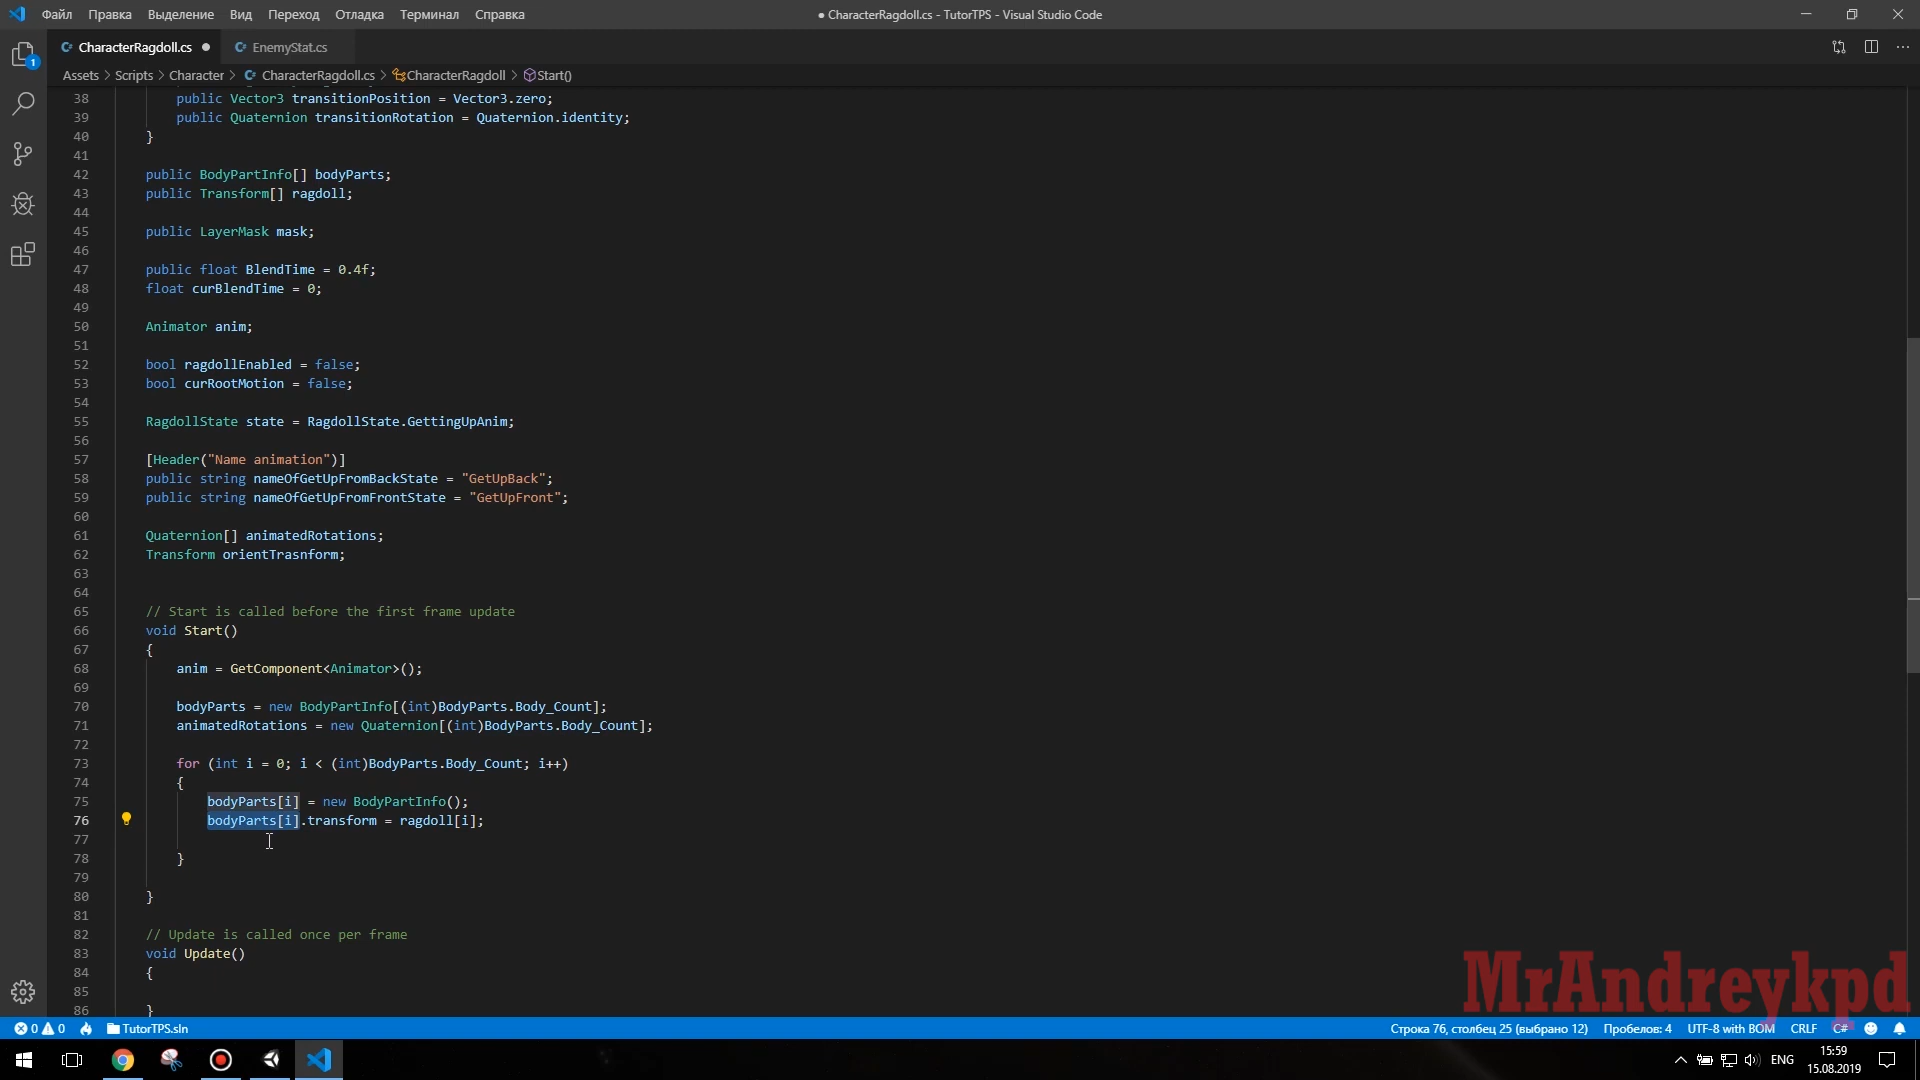 Файл Правка Выделение Вид Переход Отладка Терминал Справка
● CharacterRagdoll.cs - TutorTPS - Visual Studio Code
CharacterRagdoll.cs ●
EnemyStat.cs
1
Assets > Scripts > Character > CharacterRagdoll.cs > CharacterRagdoll > Start()
38 public Vector3 transitionPosition = Vector3.zero;
39 public Quaternion transitionRotation = Quaternion.identity;
40 }
41
42 public BodyPartInfo[] bodyParts;
43 public Transform[] ragdoll;
44
45 public LayerMask mask;
46
47 public float BlendTime = 0.4f;
48 float curBlendTime = 0;
49
50 Animator anim;
51
52 bool ragdollEnabled = false;
53 bool curRootMotion = false;
54
55 RagdollState state = RagdollState.GettingUpAnim;
56
57 [Header("Name animation")]
58 public string nameOfGetUpFromBackState = "GetUpBack";
59 public string nameOfGetUpFromFrontState = "GetUpFront";
60
61 Quaternion[] animatedRotations;
62 Transform orientTrasnform;
63
64
65 // Start is called before the first frame update
66 void Start()
67 {
68 anim = GetComponent<Animator>();
69
70 bodyParts = new BodyPartInfo[(int)BodyParts.Body_Count];
71 animatedRotations = new Quaternion[(int)BodyParts.Body_Count];
72
73 for (int i = 0; i < (int)BodyParts.Body_Count; i++)
74 {
75 bodyParts[i] = new BodyPartInfo();
76 bodyParts[i].transform = ragdoll[i];
77
78 }
79
80 }
81
82 // Update is called once per frame
83 void Update()
84 {
85
86 }
MrAndreykpd
0 0 TutorTPS.sln
Строка 76, столбец 25 (выбрано 12) Пробелов: 4 UTF-8 with BOM CRLF C#
ENG
15:59
15.08.2019